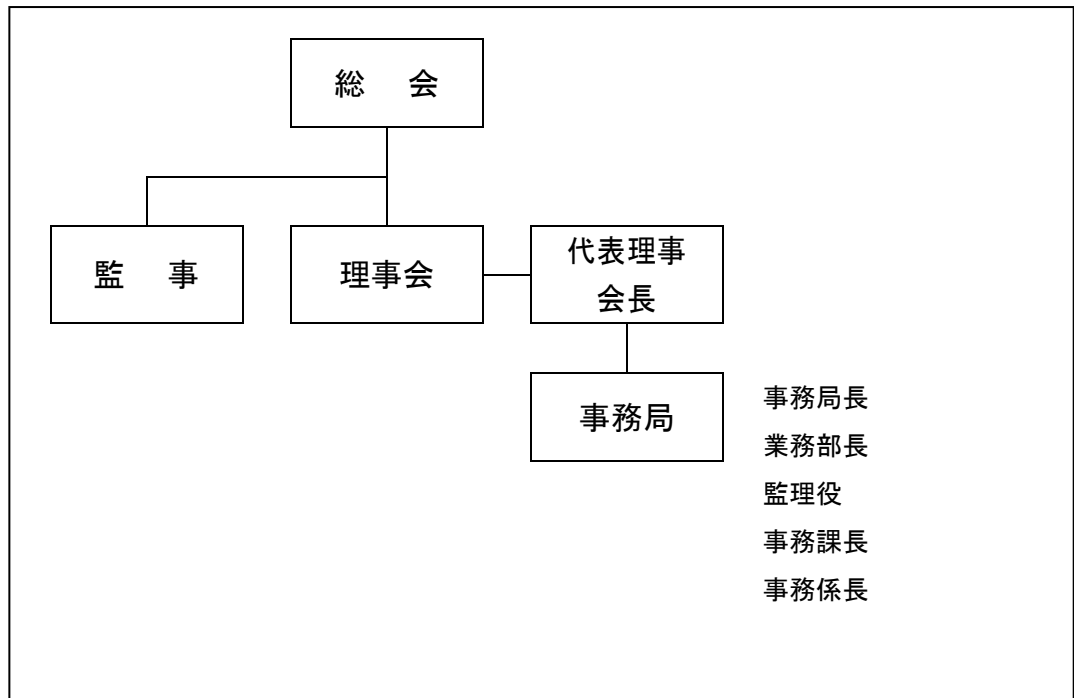 総　会
監　事
理事会
代表理事
会長
事務局
事務局長
業務部長
監理役
事務課長
事務係長